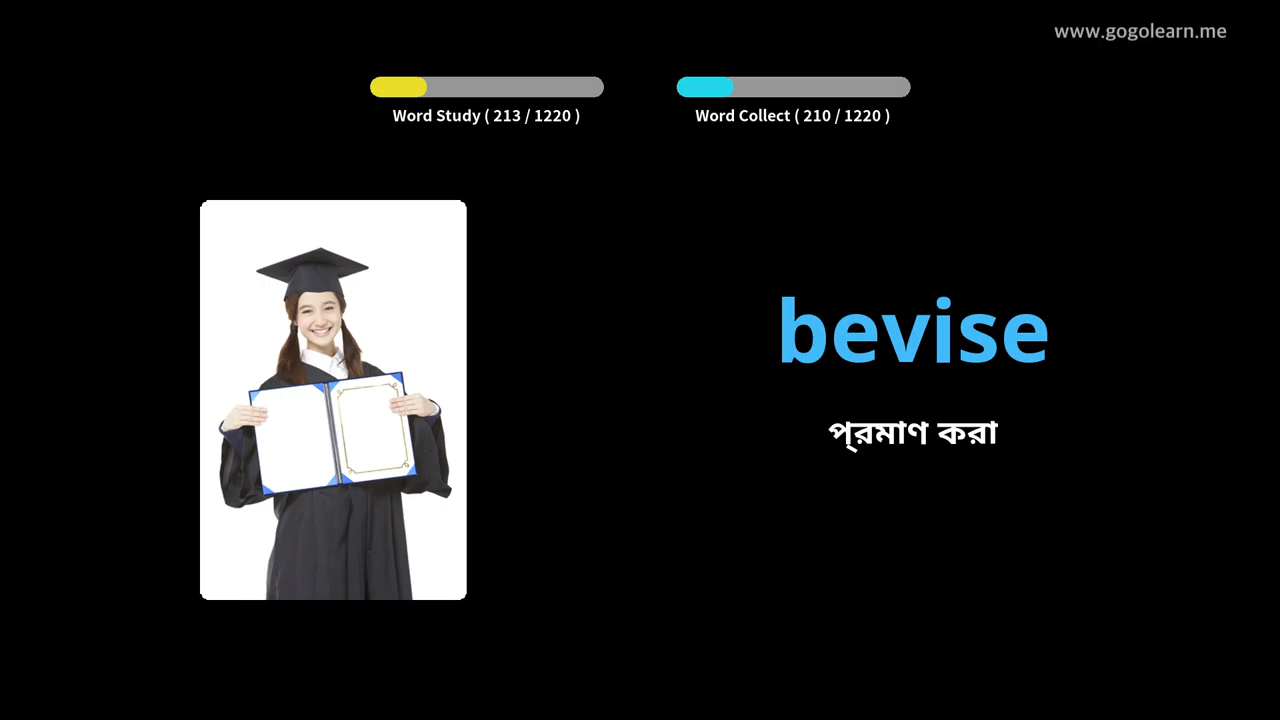 www.gogolearn.me
Word Study ( 213 / 1220 )
Word Collect ( 210 / 1220 )
bevise
প্রমাণ করা